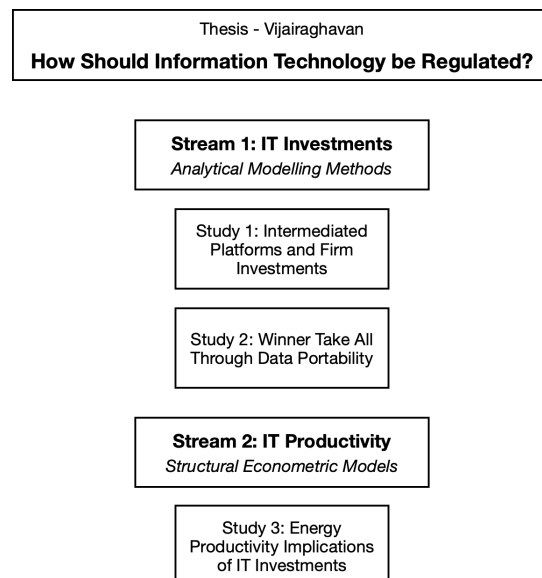 Thesis - Vijairaghavan
How Should Information Technology be Regulated?
Stream 1: IT Investments
Analytical Modelling Methods
Study 1: Intermediated
Platforms and Firm
Investments
Study 2: Winner Take All
Through Data Portability
Stream 2: IT Productivity
Structural Econometric Models
Study 3: Energy
Productivity Implications
of IT Investments